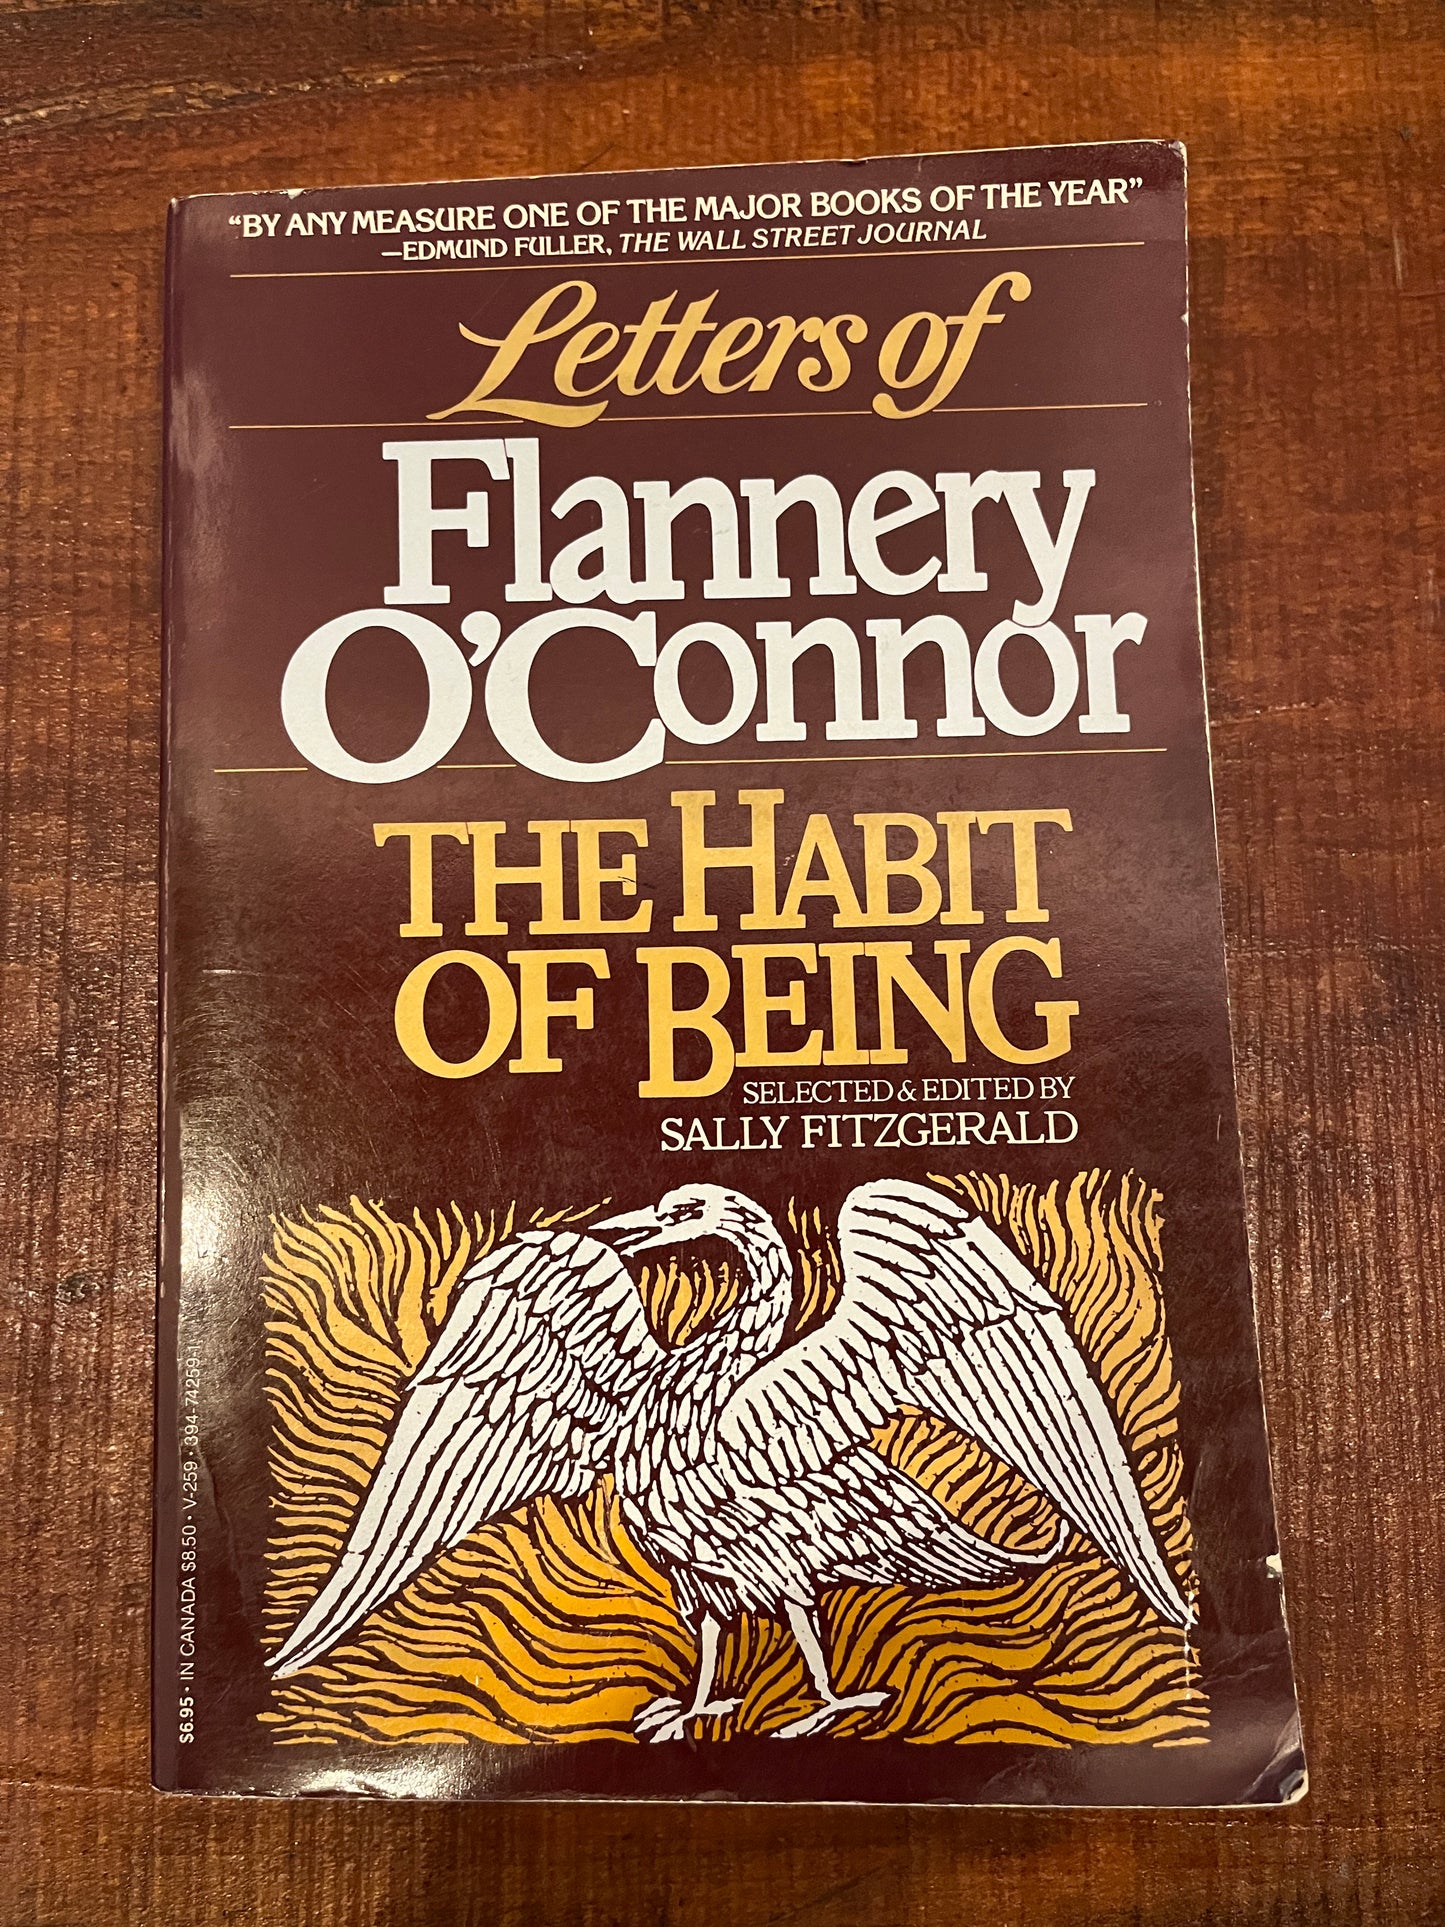 “BY ANY MEASURE ONE OF THE MAJOR BOOKS OF THE YEAR”
—EDMUND FULLER, THE WALL STREET JOURNAL
Letters of
Flannery
O’Connor
THE HABIT
OF BEING
SELECTED & EDITED BY
SALLY FITZGERALD
$6.95 • IN CANADA $8.50 • V-259 • 394-74259-1